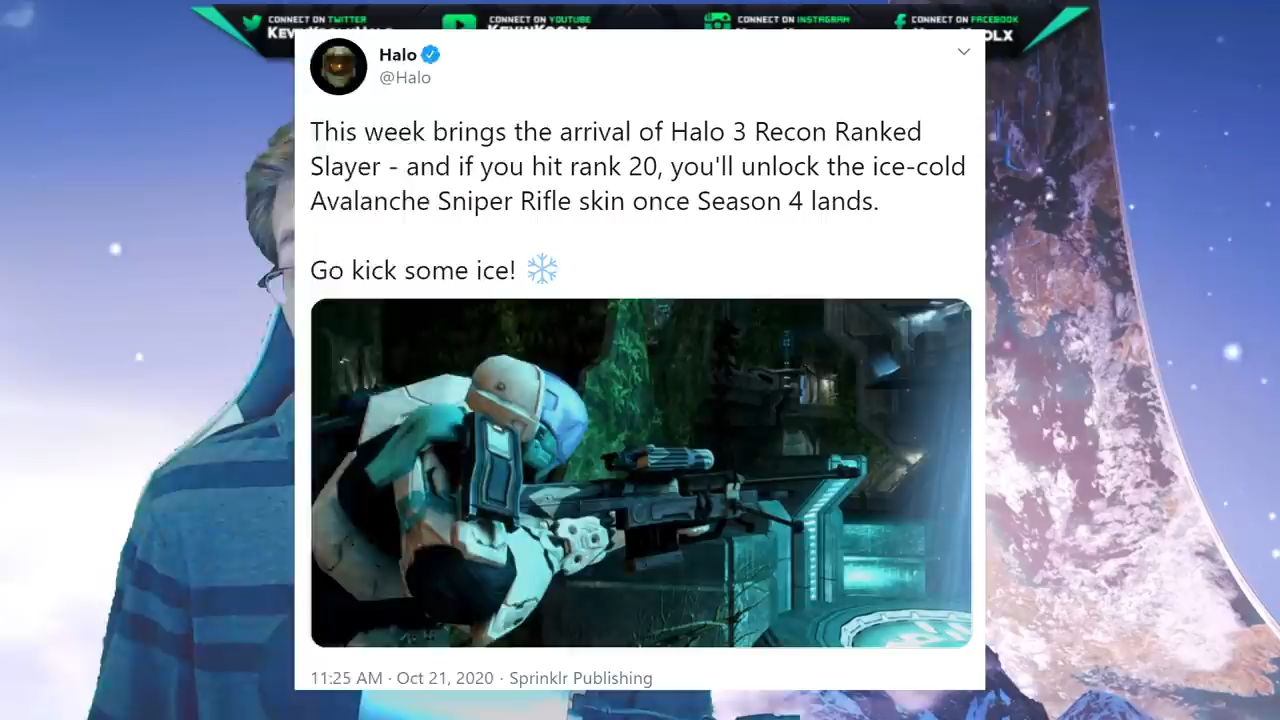 CONNECT ON TWITTER
CONNECT ON YOUTUBE
CONNECT ON INSTAGRAM
CONNECT ON FACEBOOK
Halo
@Halo
This week brings the arrival of Halo 3 Recon Ranked
Slayer - and if you hit rank 20, you'll unlock the ice-cold
Avalanche Sniper Rifle skin once Season 4 lands.
Go kick some ice! ❄
11:25 AM · Oct 21, 2020 · Sprinklr Publishing